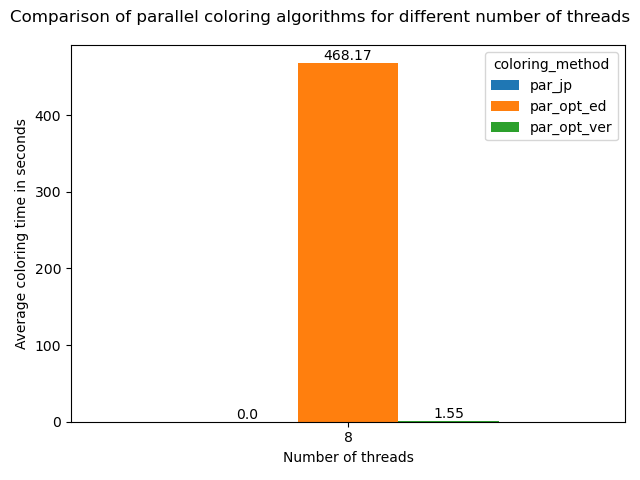 Comparison of parallel coloring algorithms for different number of threads
468.17
coloring_method
par_jp
par_opt_ed
par_opt_ver
Average coloring time in seconds
400
300
200
100
0
0.0
1.55
8
Number of threads